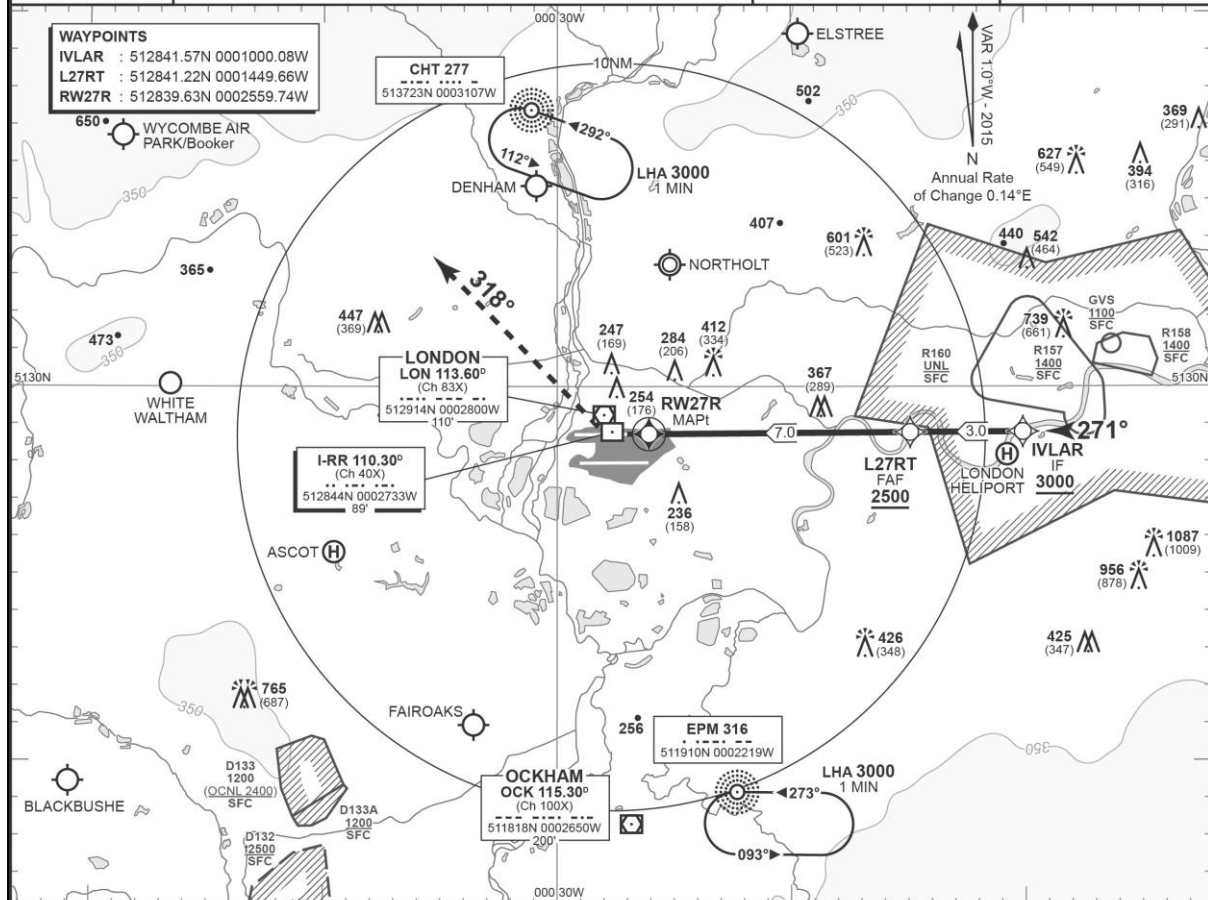 000 30W
WAYPOINTS
IVLAR : 512841.57N 0001000.08W
L27RT : 512841.22N 0001449.66W
RW27R : 512839.63N 0002559.74W
ELSTREE
VAR 1.0°W - 2015
N
Annual Rate
of Change 0.14°E
CHT 277
513723N 0003107W
10NM
502
350
369
(291)
650
WYCOMBE AIR
PARK/Booker
292°
112°
LHA 3000
1 MIN
DENHAM
627
(549)
394
(316)
350
407
601
(523)
440
542
(464)
365
NORTHOLT
318°
447
(369)
473
350
739
(661)
GVS
1100
SFC
R158
1400
SFC
R157
1400
SFC
R160
UNL
SFC
247
(169)
284
(206)
412
(334)
LONDON
LON 113.60ᴰ
(Ch 83X)
512914N 0002800W
110'
5130N
5130N
WHITE
WALTHAM
254
(176)
367
(289)
RW27R
MAPt
7.0
3.0
271°
L27RT
FAF
2500
LONDON
HELIPORT
H
IVLAR
IF
3000
I-RR 110.30ᴰ
(Ch 40X)
512844N 0002733W
89'
236
(158)
ASCOT H
1087
(1009)
956
(878)
426
(348)
425
(347)
350
765
(687)
FAIROAKS
256
EPM 316
511910N 0002219W
350
D133
1200
(OCNL 2400)
SFC
BLACKBUSHE
D133A
1200
SFC
D132
12500
SFC
OCKHAM
OCK 115.30ᴰ
(Ch 100X)
511818N 0002650W
200'
LHA 3000
1 MIN
273°
093°
000 30W